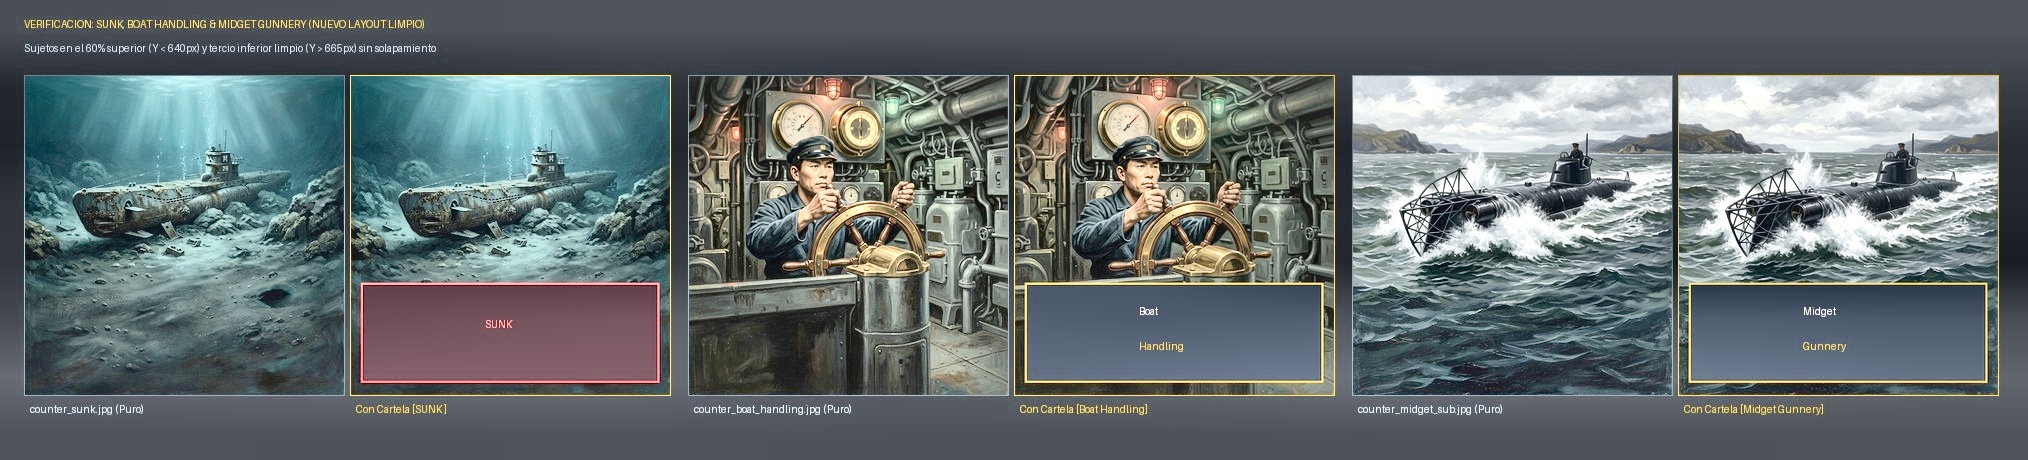 VERIFICACION: SUNK, BOAT HANDLING & MIDGET GUNNERY (NUEVO LAYOUT LIMPIO)
Sujetos en el 60% superior (Y < 640px) y tercio inferior limpio (Y > 665px) sin solapamiento
SUNK
Boat
Handling
Midget
Gunnery
counter_sunk.jpg (Puro)
Con Cartela [SUNK]
counter_boat_handling.jpg (Puro)
Con Cartela [Boat Handling]
counter_midget_sub.jpg (Puro)
Con Cartela [Midget Gunnery]